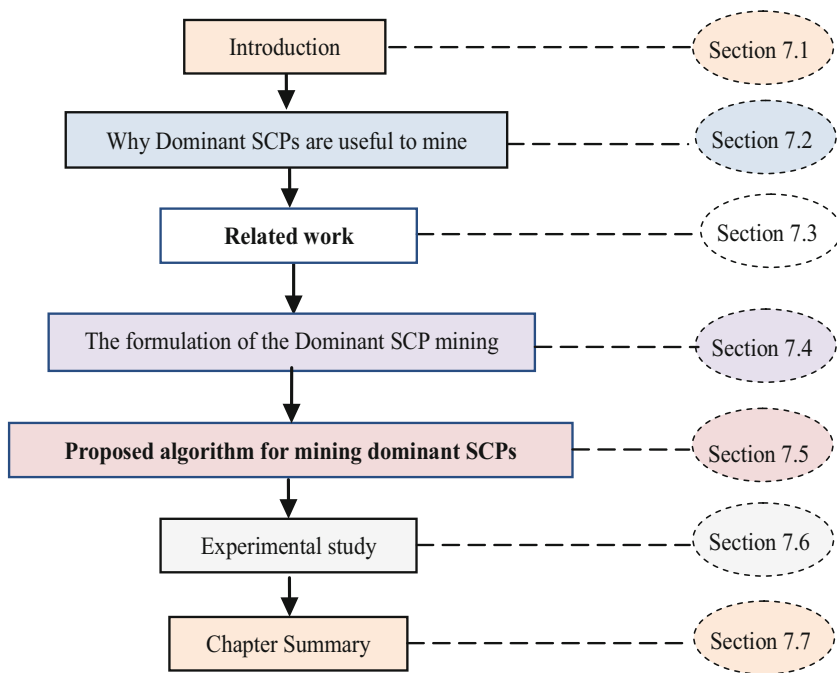 Introduction
Section 7.1
Why Dominant SCPs are useful to mine
Section 7.2
Related work
Section 7.3
The formulation of the Dominant SCP mining
Section 7.4
Proposed algorithm for mining dominant SCPs
Section 7.5
Experimental study
Section 7.6
Chapter Summary
Section 7.7